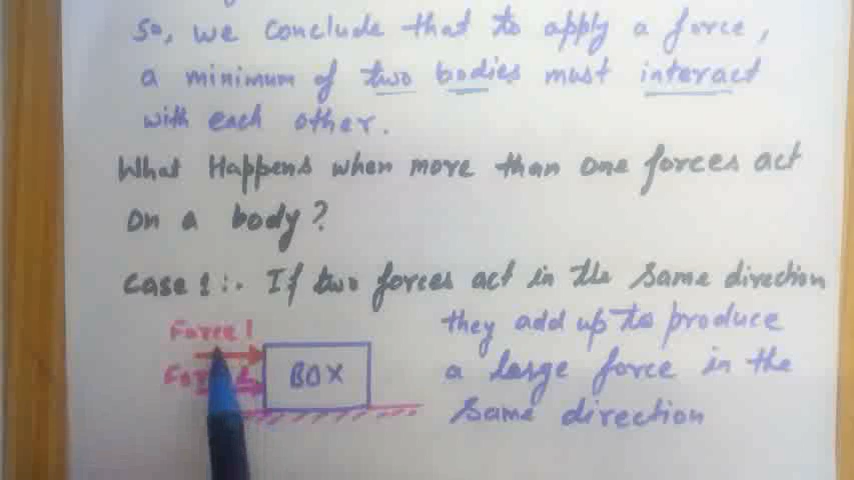 So, we conclude that to apply a force,
a minimum of two bodies must interact
with each other.
What Happens when more than one forces act
on a body?
Case 1:. If two forces act in the same direction
they add up to produce
a large force in the
same direction
Force 1
BOX